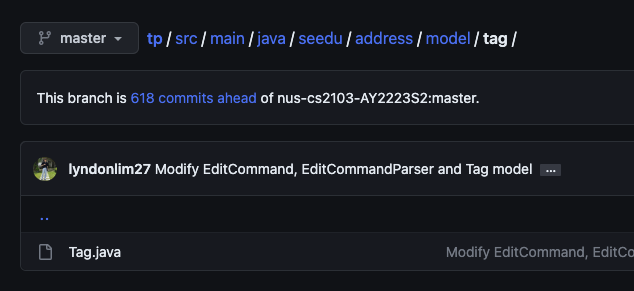 master tp / src / main / java / seedu / address / model / tag /
This branch is 618 commits ahead of nus-cs2103-AY2223S2:master.
lyndonlim27 Modify EditCommand, EditCommandParser and Tag model ...
..
Tag.java Modify EditCommand, EditCo